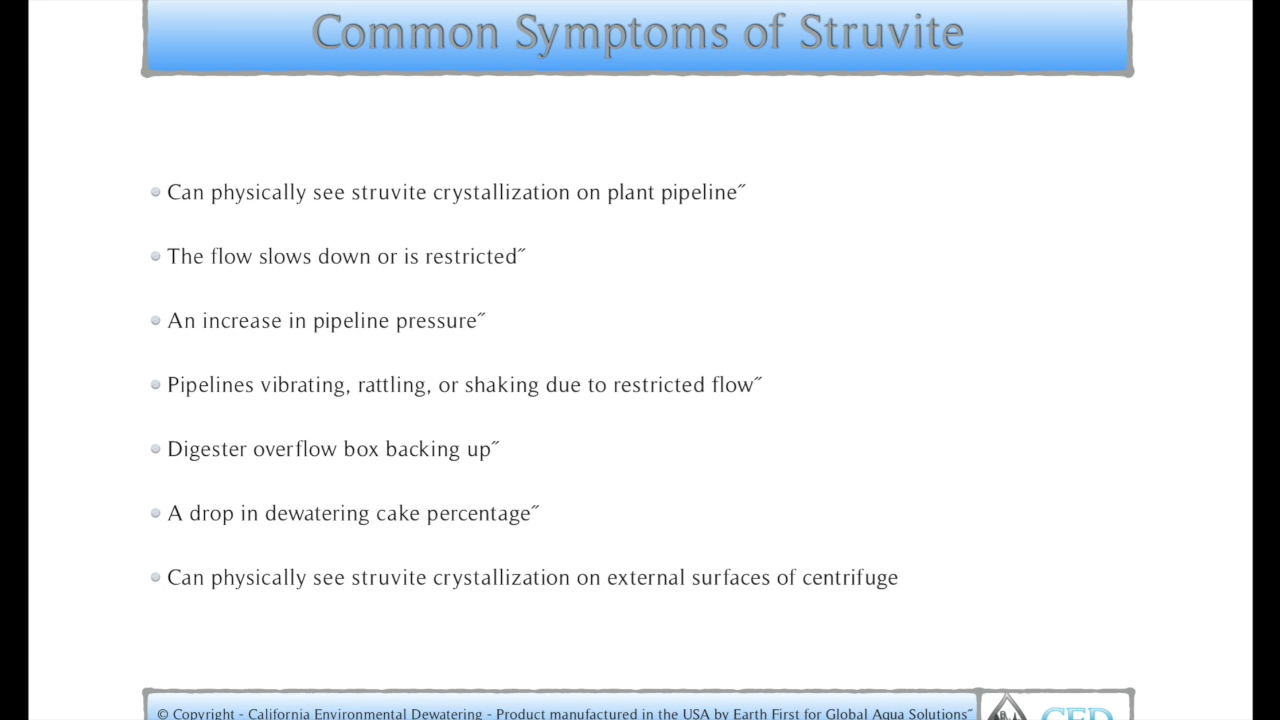 Common Symptoms of Struvite
Can physically see struvite crystallization on plant pipeline˝
The flow slows down or is restricted˝
An increase in pipeline pressure˝
Pipelines vibrating, rattling, or shaking due to restricted flow˝
Digester overflow box backing up˝
A drop in dewatering cake percentage˝
Can physically see struvite crystallization on external surfaces of centrifuge
© Copyright - California Environmental Dewatering - Product manufactured in the USA by Earth First for Global Aqua Solutions˝
CED